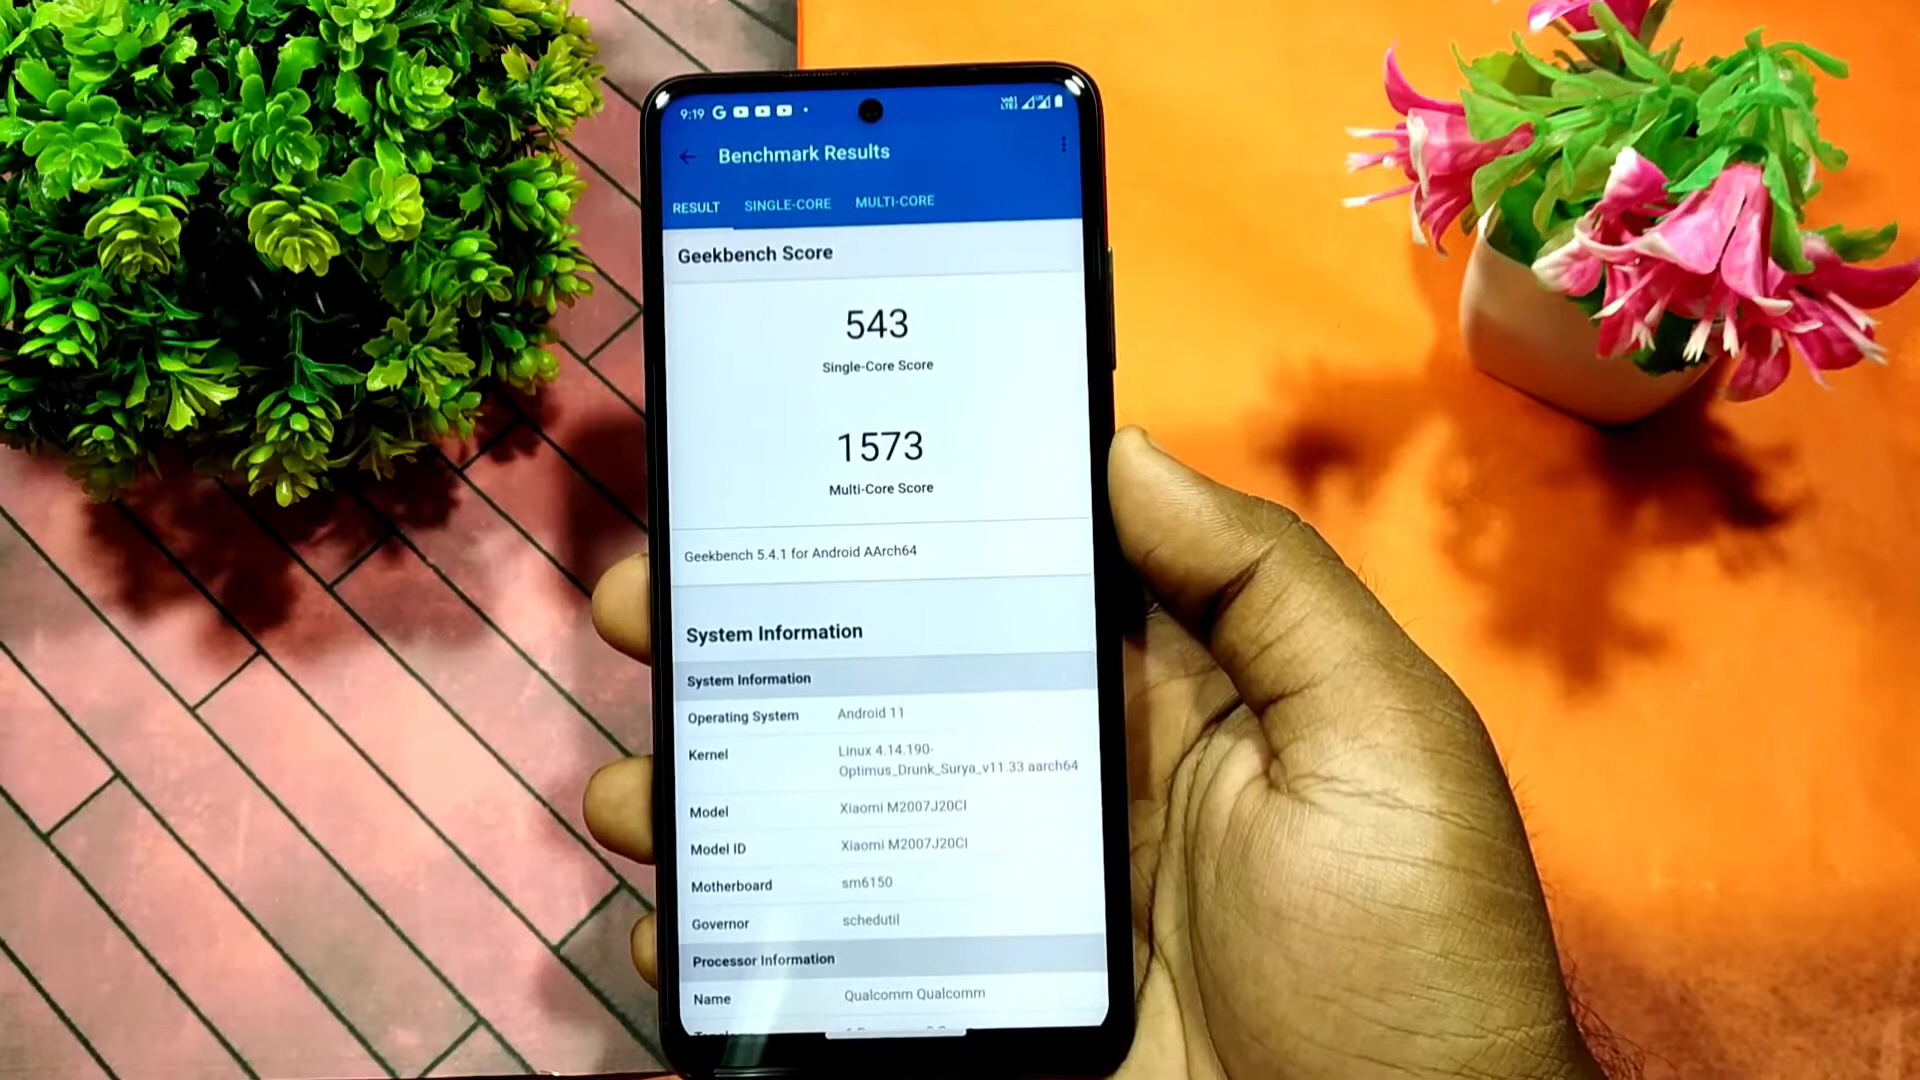 9:19
Benchmark Results
RESULT SINGLE-CORE MULTI-CORE
Geekbench Score
543
Single-Core Score
1573
Multi-Core Score
Geekbench 5.4.1 for Android AArch64
System Information
System Information
Operating System Android 11
Kernel Linux 4.14.190-
Optimus_Drunk_Surya_v11.33 aarch64
Model Xiaomi M2007J20CI
Model ID Xiaomi M2007J20CI
Motherboard sm6150
Governor schedutil
Processor Information
Name Qualcomm Qualcomm